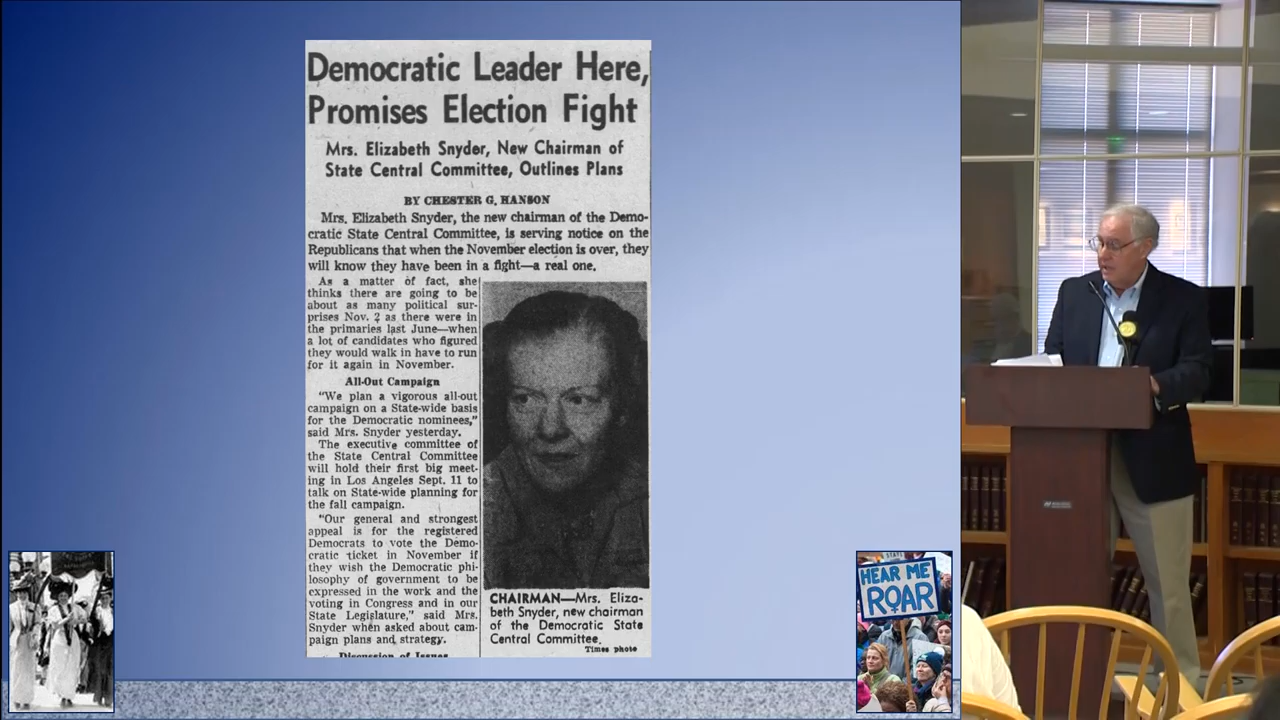 Democratic Leader Here,
Promises Election Fight
Mrs. Elizabeth Snyder, New Chairman of
State Central Committee, Outlines Plans
BY CHESTER G. HANSON
Mrs. Elizabeth Snyder, the new chairman of the Demo-
cratic State Central Committee, is serving notice on the
Republicans that when the November election is over, they
will know they have been in a fight—a real one.
As a matter of fact, she
thinks there are going to be
about as many political sur-
prises Nov. 2 as there were in
the primaries last June—when
a lot of candidates who figured
they would walk in have to run
for it again in November.
All-Out Campaign
"We plan a vigorous all-out
campaign on a State-wide basis
for the Democratic nominees,"
said Mrs. Snyder yesterday.
The executive committee of
the State Central Committee
will hold their first big meet-
ing in Los Angeles Sept. 11 to
talk on State-wide planning for
the fall campaign.
"Our general and strongest
appeal is for the registered
Democrats to vote the Demo-
cratic ticket in November if
they wish the Democratic phi-
losophy of government to be
expressed in the work and the
voting in Congress and in our
State Legislature," said Mrs.
Snyder when asked about cam-
paign plans and strategy.
Discussion of Issues
CHAIRMAN—Mrs. Eliza-
beth Snyder, new chairman
of the Democratic State
Central Committee.
Times photo
HEAR ME
ROAR